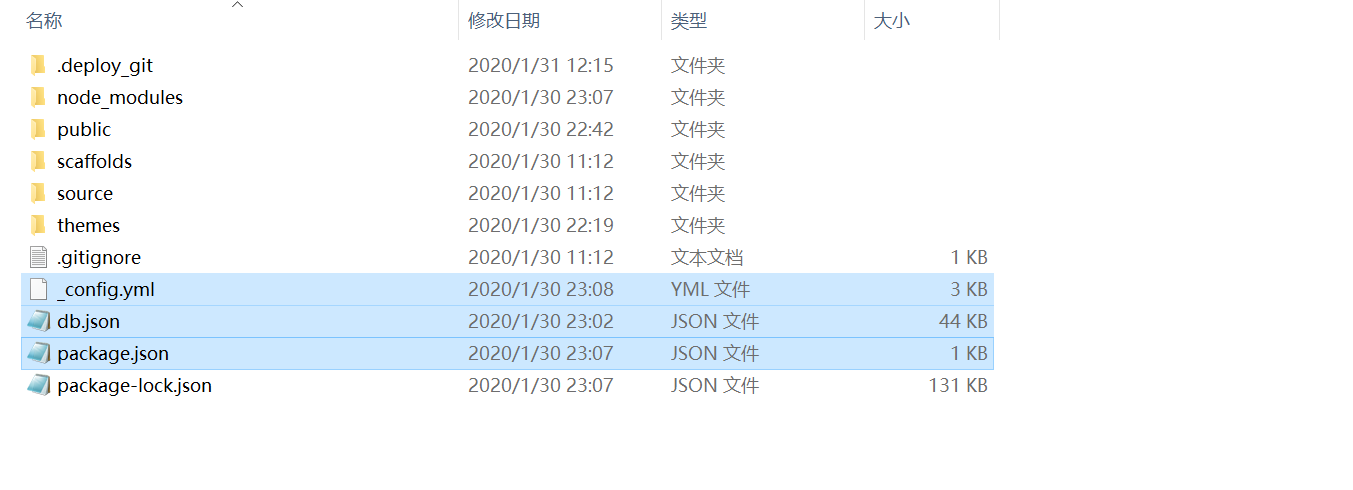 名称 修改日期 类型 大小
.deploy_git 2020/1/31 12:15 文件夹
node_modules 2020/1/30 23:07 文件夹
public 2020/1/30 22:42 文件夹
scaffolds 2020/1/30 11:12 文件夹
source 2020/1/30 11:12 文件夹
themes 2020/1/30 22:19 文件夹
.gitignore 2020/1/30 11:12 文本文档 1 KB
_config.yml 2020/1/30 23:08 YML 文件 3 KB
db.json 2020/1/30 23:02 JSON 文件 44 KB
package.json 2020/1/30 23:07 JSON 文件 1 KB
package-lock.json 2020/1/30 23:07 JSON 文件 131 KB